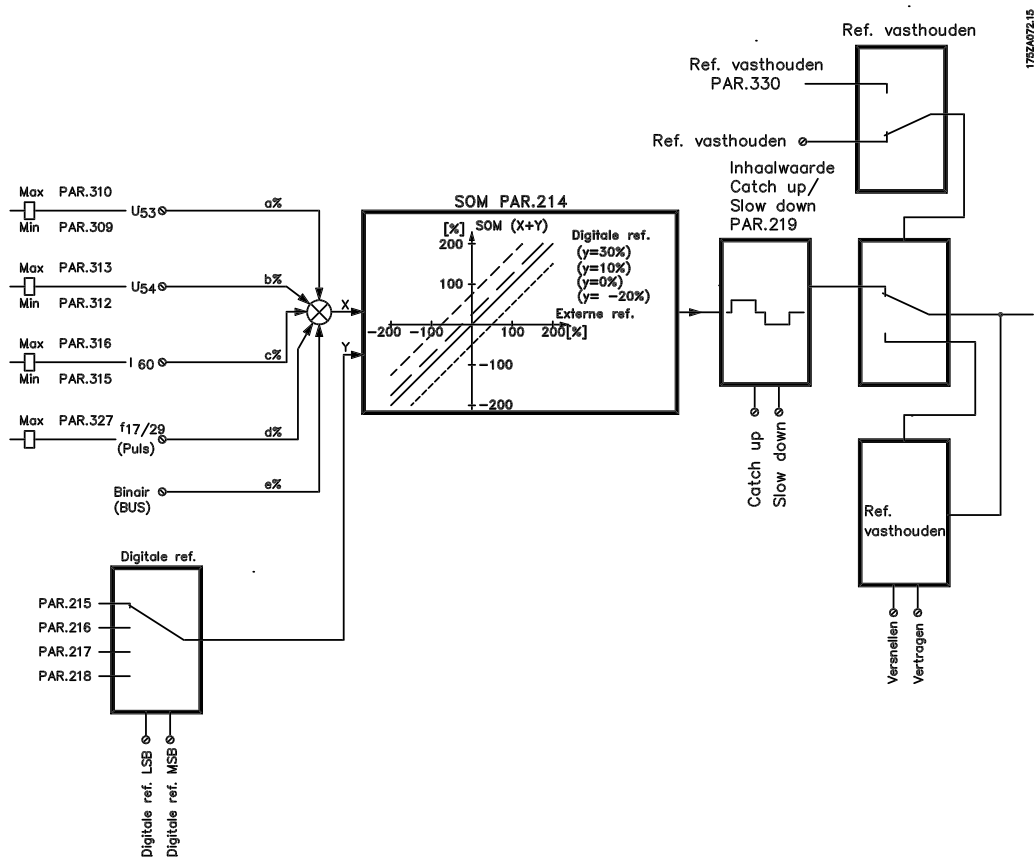 175ZA072.15
Ref. vasthouden
Ref. vasthouden
PAR.330
Ref. vasthouden
Inhaalwaarde
Catch up/
Slow down
PAR.219
Max PAR.310
U53
a%
Min PAR.309
Max PAR.313
U54
b%
Min PAR.312
Max PAR.316
I 60
c%
Min PAR.315
Max PAR.327
f17/29
(Puls)
d%
Binair
(BUS)
e%
X
Y
SOM PAR.214
[%] SOM (X+Y)
200
100
-200 -100 100 200[%]
-100
-200
Digitale ref.
(y=30%)
(y=10%)
(y=0%)
(y= -20%)
Externe ref.
Catch up
Slow down
Ref.
vasthouden
Versnellen
Vertragen
Digitale ref.
PAR.215
PAR.216
PAR.217
PAR.218
Digitale ref. LSB
Digitale ref. MSB